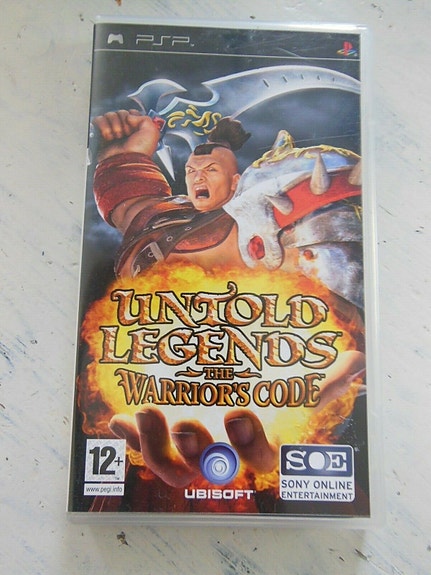 PSP
UNTOLD
LEGENDS
THE
WARRIOR'S CODE
12+
www.pegi.info
UBISOFT
SOE
SONY ONLINE
ENTERTAINMENT